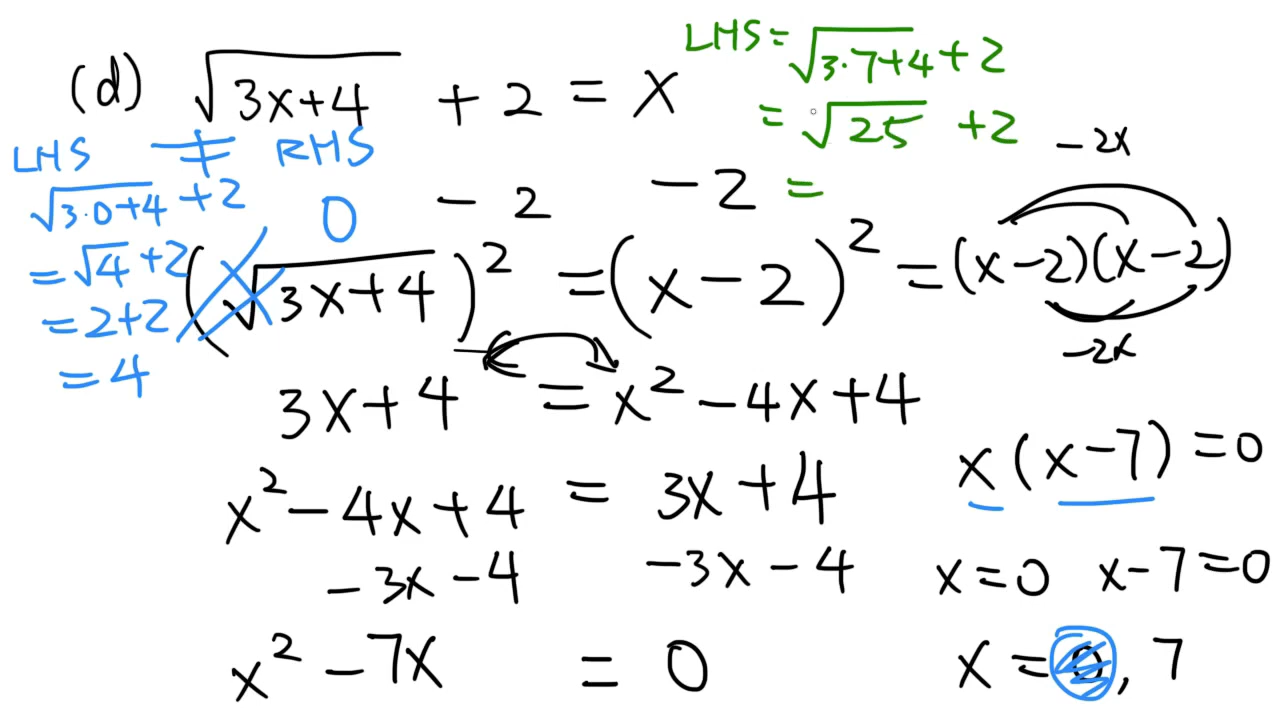 (d) √(3x+4) + 2 = x
- 2 - 2
(√(3x+4))² = (x-2)² = (x-2)(x-2)
-2x
-2x
3x+4 = x²-4x+4
x²-4x+4 = 3x+4
-3x-4 -3x-4
x²-7x = 0
x(x-7)=0
x=0 x-7=0
x=0, 7
LHS ≠ RHS
√(3·0+4)+2 0
=√4+2
=2+2
=4
LHS=√(3·7+4)+2
=√25+2
=